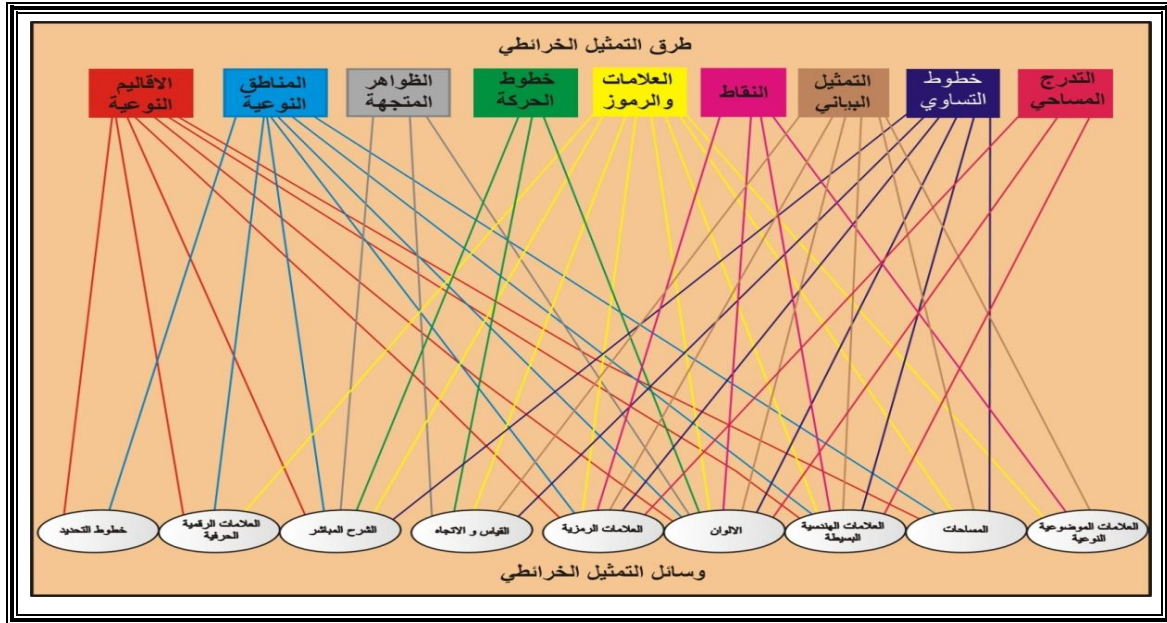 طرق التمثيل الخرائطي
التدرج
المساحي
خطوط
التساوي
التمثيل
البياني
النقاط
العلامات
والرموز
خطوط
الحركة
الظواهر
المتجهة
المناطق
النوعية
الاقاليم
النوعية
العلامات الموضوعية
النوعية
المساحات
العلامات الهندسية
البسيطة
الالوان
العلامات الرمزية
القياس و الاتجاه
الشرح المباشر
العلامات الرقمية
الحرفية
خطوط التحديد
وسائل التمثيل الخرائطي